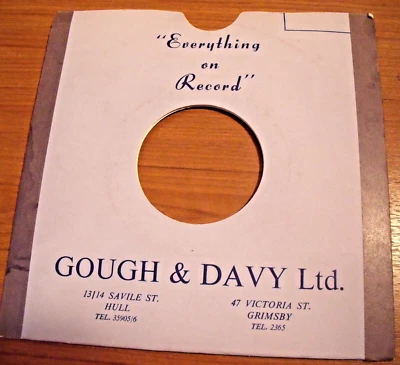 "Everything
on
Record"
GOUGH & DAVY Ltd.
13/14 SAVILE ST.
HULL
TEL. 35905/6
47 VICTORIA ST.
GRIMSBY
TEL. 2365